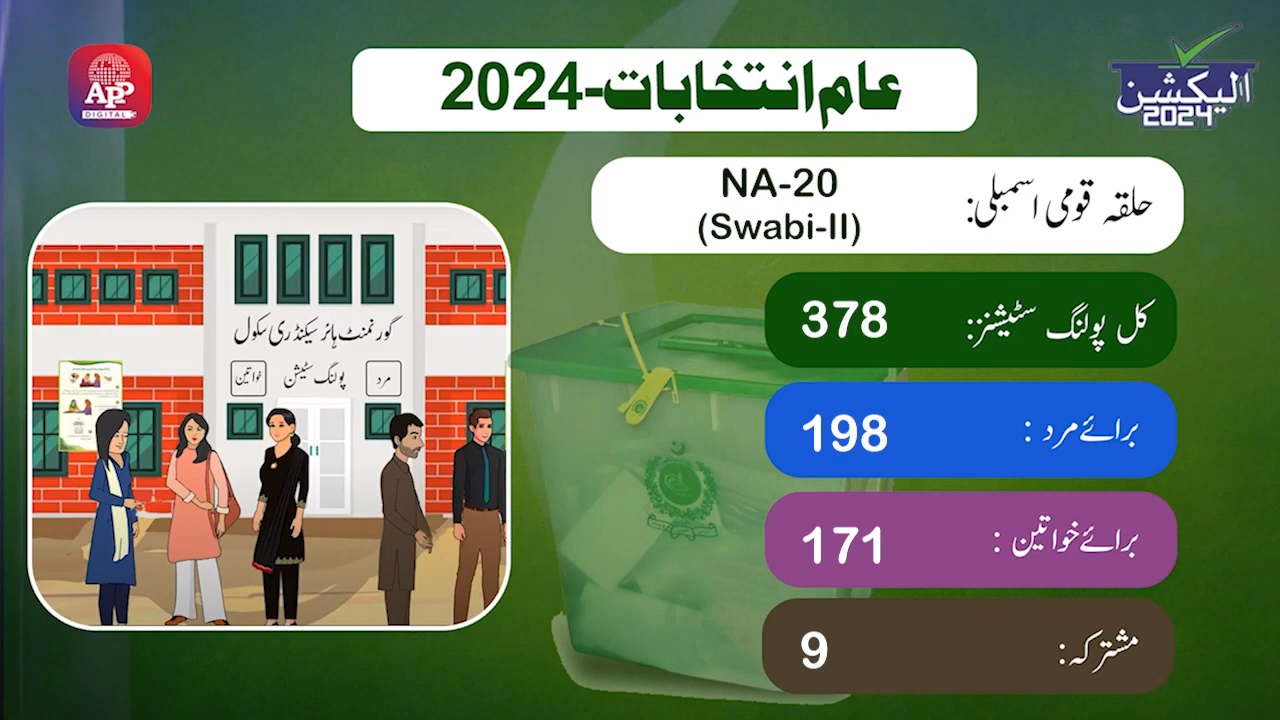 APP
DIGITAL
عام انتخابات-2024
الیکشن
2024
حلقہ قومی اسمبلی:
NA-20
(Swabi-II)
کل پولنگ سٹیشنز: 378
برائے مرد : 198
برائے خواتین : 171
مشترکہ: 9
گورنمنٹ ہائر سیکنڈری سکول
مرد پولنگ سٹیشن خواتین